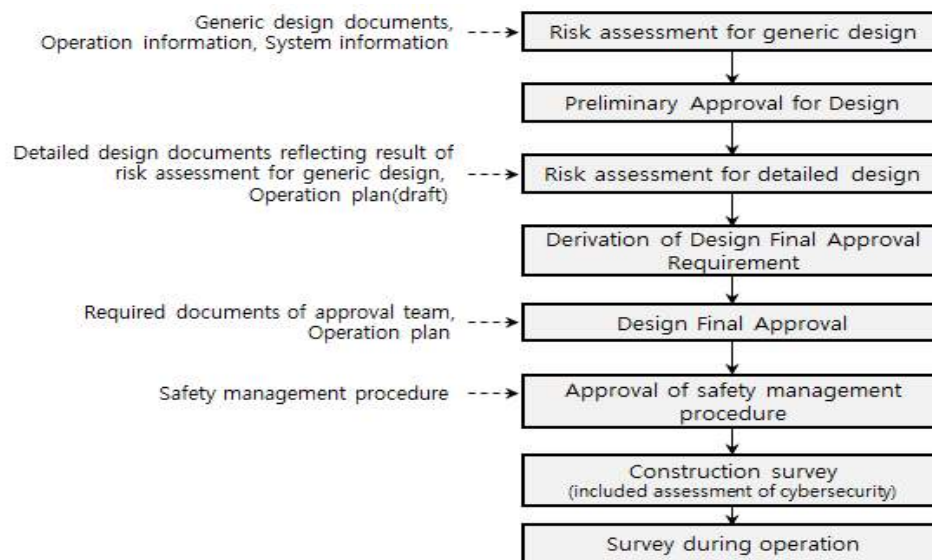 Generic design documents,
Operation information, System information
Risk assessment for generic design
Preliminary Approval for Design
Detailed design documents reflecting result of
risk assessment for generic design,
Operation plan(draft)
Risk assessment for detailed design
Derivation of Design Final Approval
Requirement
Required documents of approval team,
Operation plan
Design Final Approval
Safety management procedure
Approval of safety management
procedure
Construction survey
(included assessment of cybersecurity)
Survey during operation